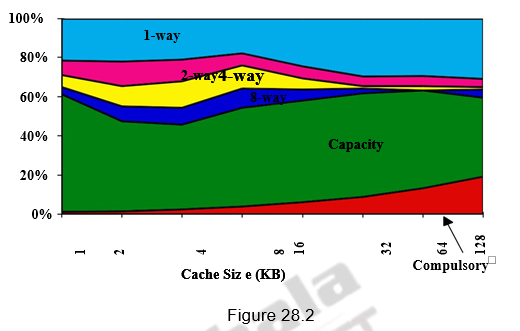 100%
80%
60%
40%
20%
0%
1-way
2-way
4-way
8-way
Capacity
1
2
4
8
16
32
64
128
Cache Siz e (KB)
Compulsory
Figure 28.2